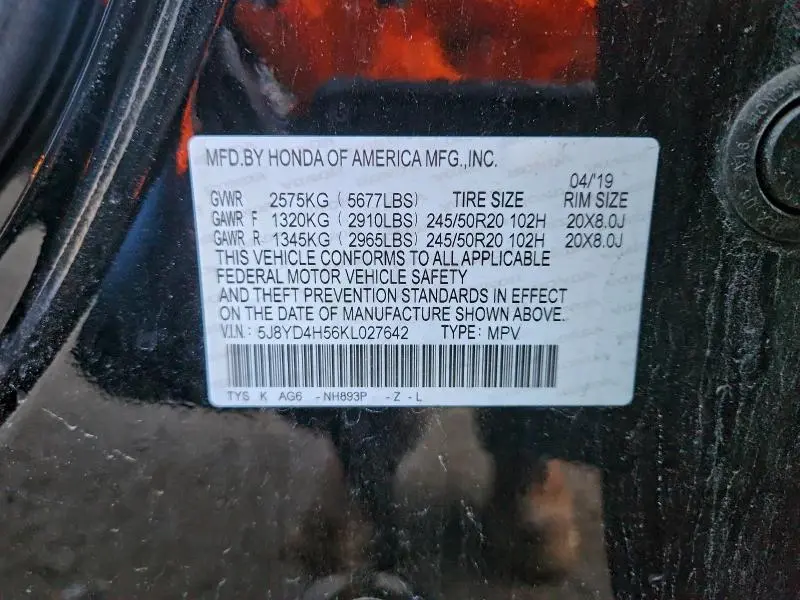 MFD.BY HONDA OF AMERICA MFG.,INC.
04/'19
GVWR 2575KG ( 5677LBS) TIRE SIZE RIM SIZE
GAWR F 1320KG ( 2910LBS) 245/50R20 102H 20X8.0J
GAWR R 1345KG ( 2965LBS) 245/50R20 102H 20X8.0J
THIS VEHICLE CONFORMS TO ALL APPLICABLE
FEDERAL MOTOR VEHICLE SAFETY
AND THEFT PREVENTION STANDARDS IN EFFECT
ON THE DATE OF MANUFACTURE SHOWN ABOVE.
V.I.N.: 5J8YD4H56KL027642 TYPE: MPV
TYS K AG6 -NH893P -Z -L